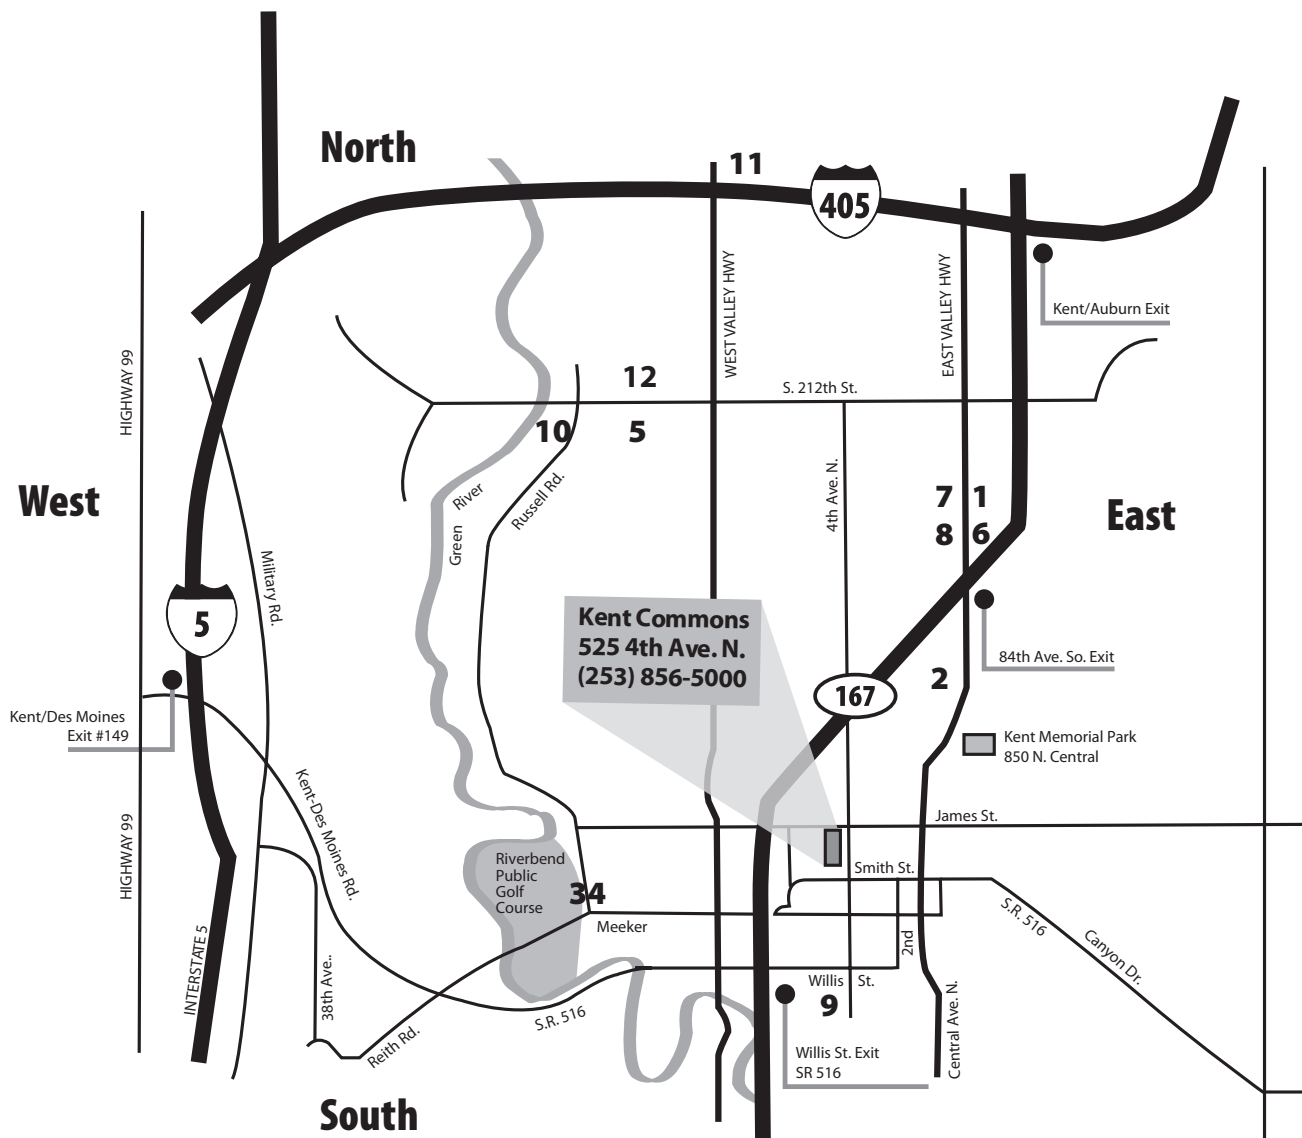 North
11
405
WEST VALLEY HWY
EAST VALLEY HWY
Kent/Auburn Exit
HIGHWAY 99
12
S. 212th St.
10
5
West
River
Green
Russell Rd.
4th Ave. N.
7
1
8
6
East
Military Rd.
5
Kent Commons
525 4th Ave. N.
(253) 856-5000
84th Ave. So. Exit
2
167
Kent/Des Moines
Exit #149
Kent Memorial Park
850 N. Central
Kent-Des Moines Rd.
HIGHWAY 99
James St.
Smith St.
Riverbend
Public
Golf
Course
34
Meeker
S.R. 516
Canyon Dr.
2nd
INTERSTATE 5
38th Ave..
Willis St.
9
Central Ave. N.
S.R. 516
Reith Rd.
Willis St. Exit
SR 516
South